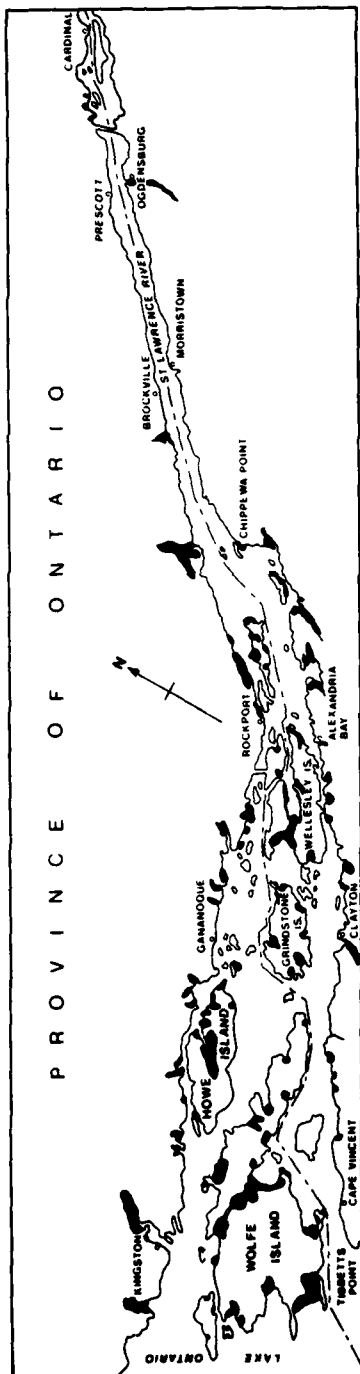 PROVINCE OF ONTARIO
N
CARDINAL
PRESCOTT
OGDENSBURG
BROCKVILLE
ST LAWRENCE RIVER
MORRISTOWN
CHIPPEWA POINT
ROCKPORT
ALEXANDRIA
BAY
WELLESLEY IS.
GANANOQUE
GRINDSTONE
IS.
CLAYTON
HOWE
ISLAND
KINGSTON
WOLFE
ISLAND
CAPE VINCENT
TIBBETTS
POINT
LAKE ONTARIO